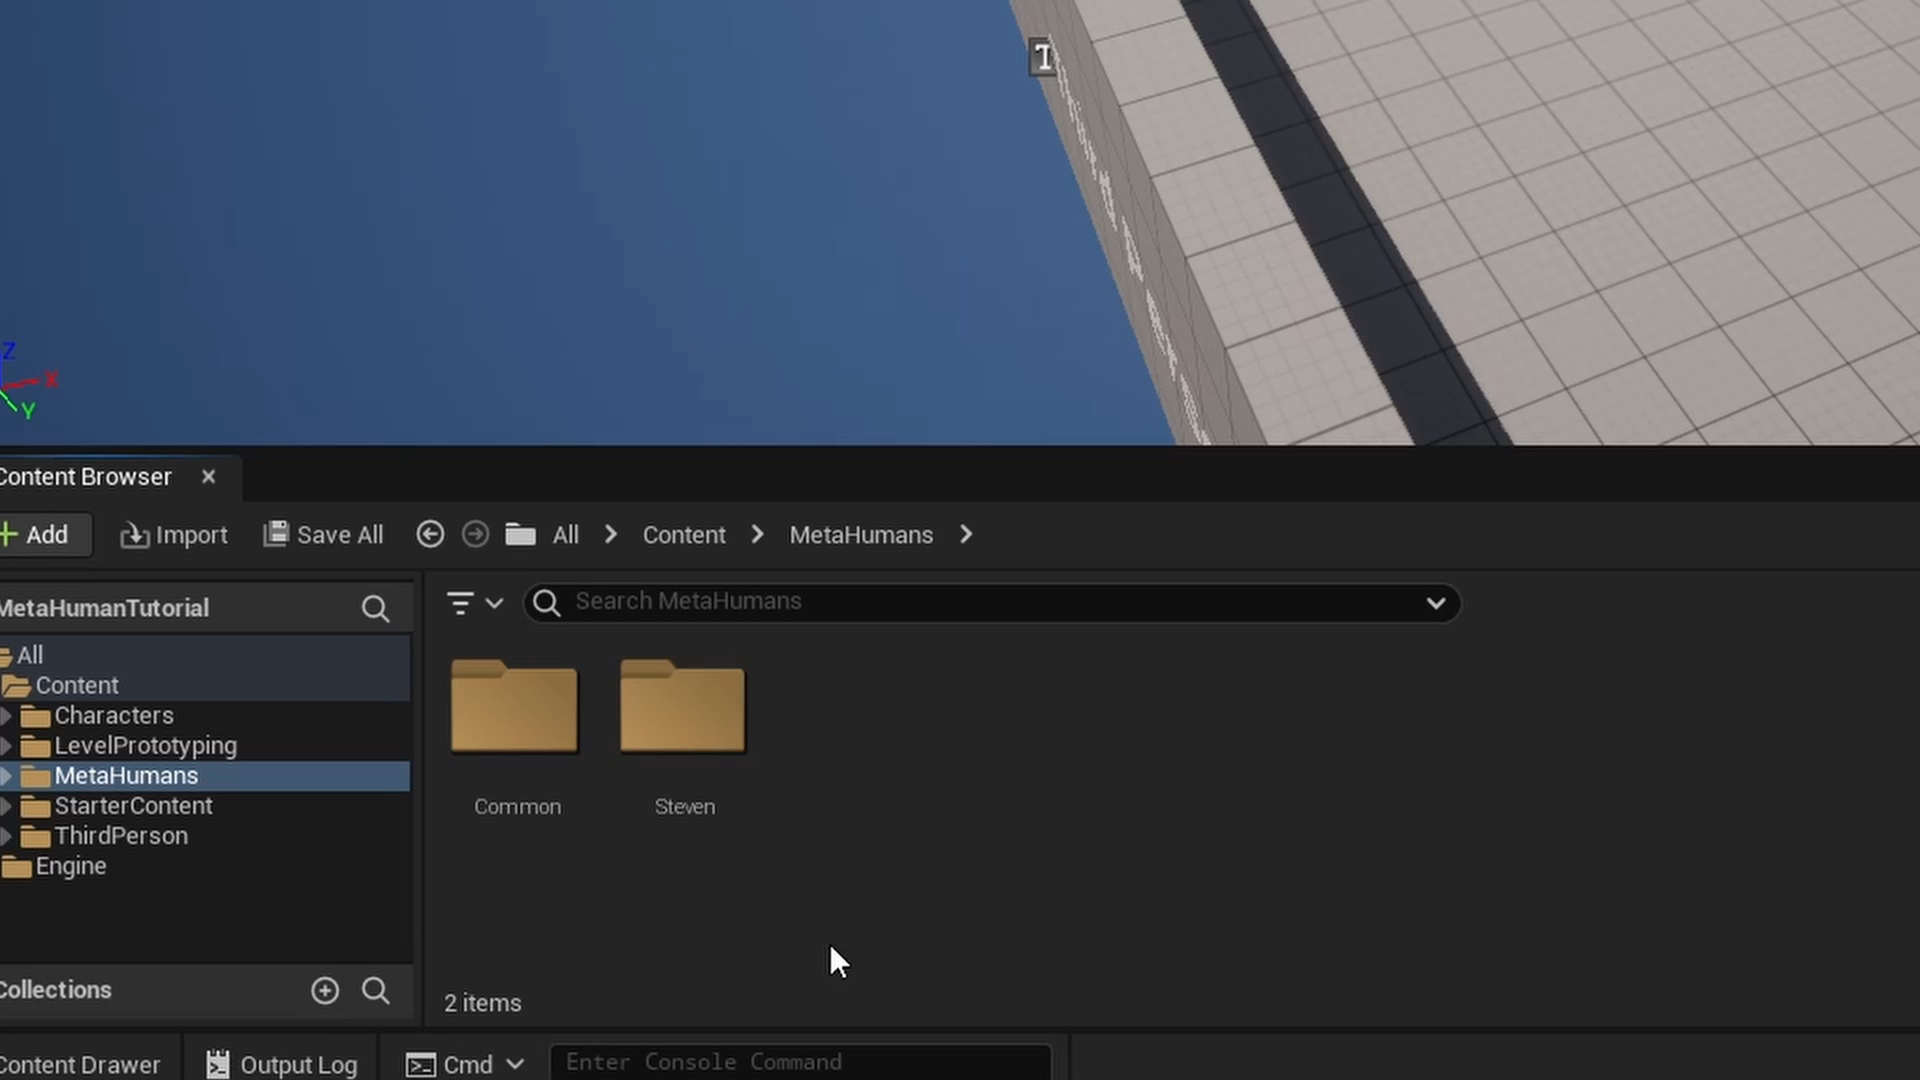 Z
X
Y
Content Browser
Add
Import
Save All
All
Content
MetaHumans
MetaHumanTutorial
Search MetaHumans
All
Content
Characters
LevelPrototyping
MetaHumans
StarterContent
ThirdPerson
Engine
Common
Steven
Collections
2 items
Content Drawer
Output Log
Cmd
Enter Console Command